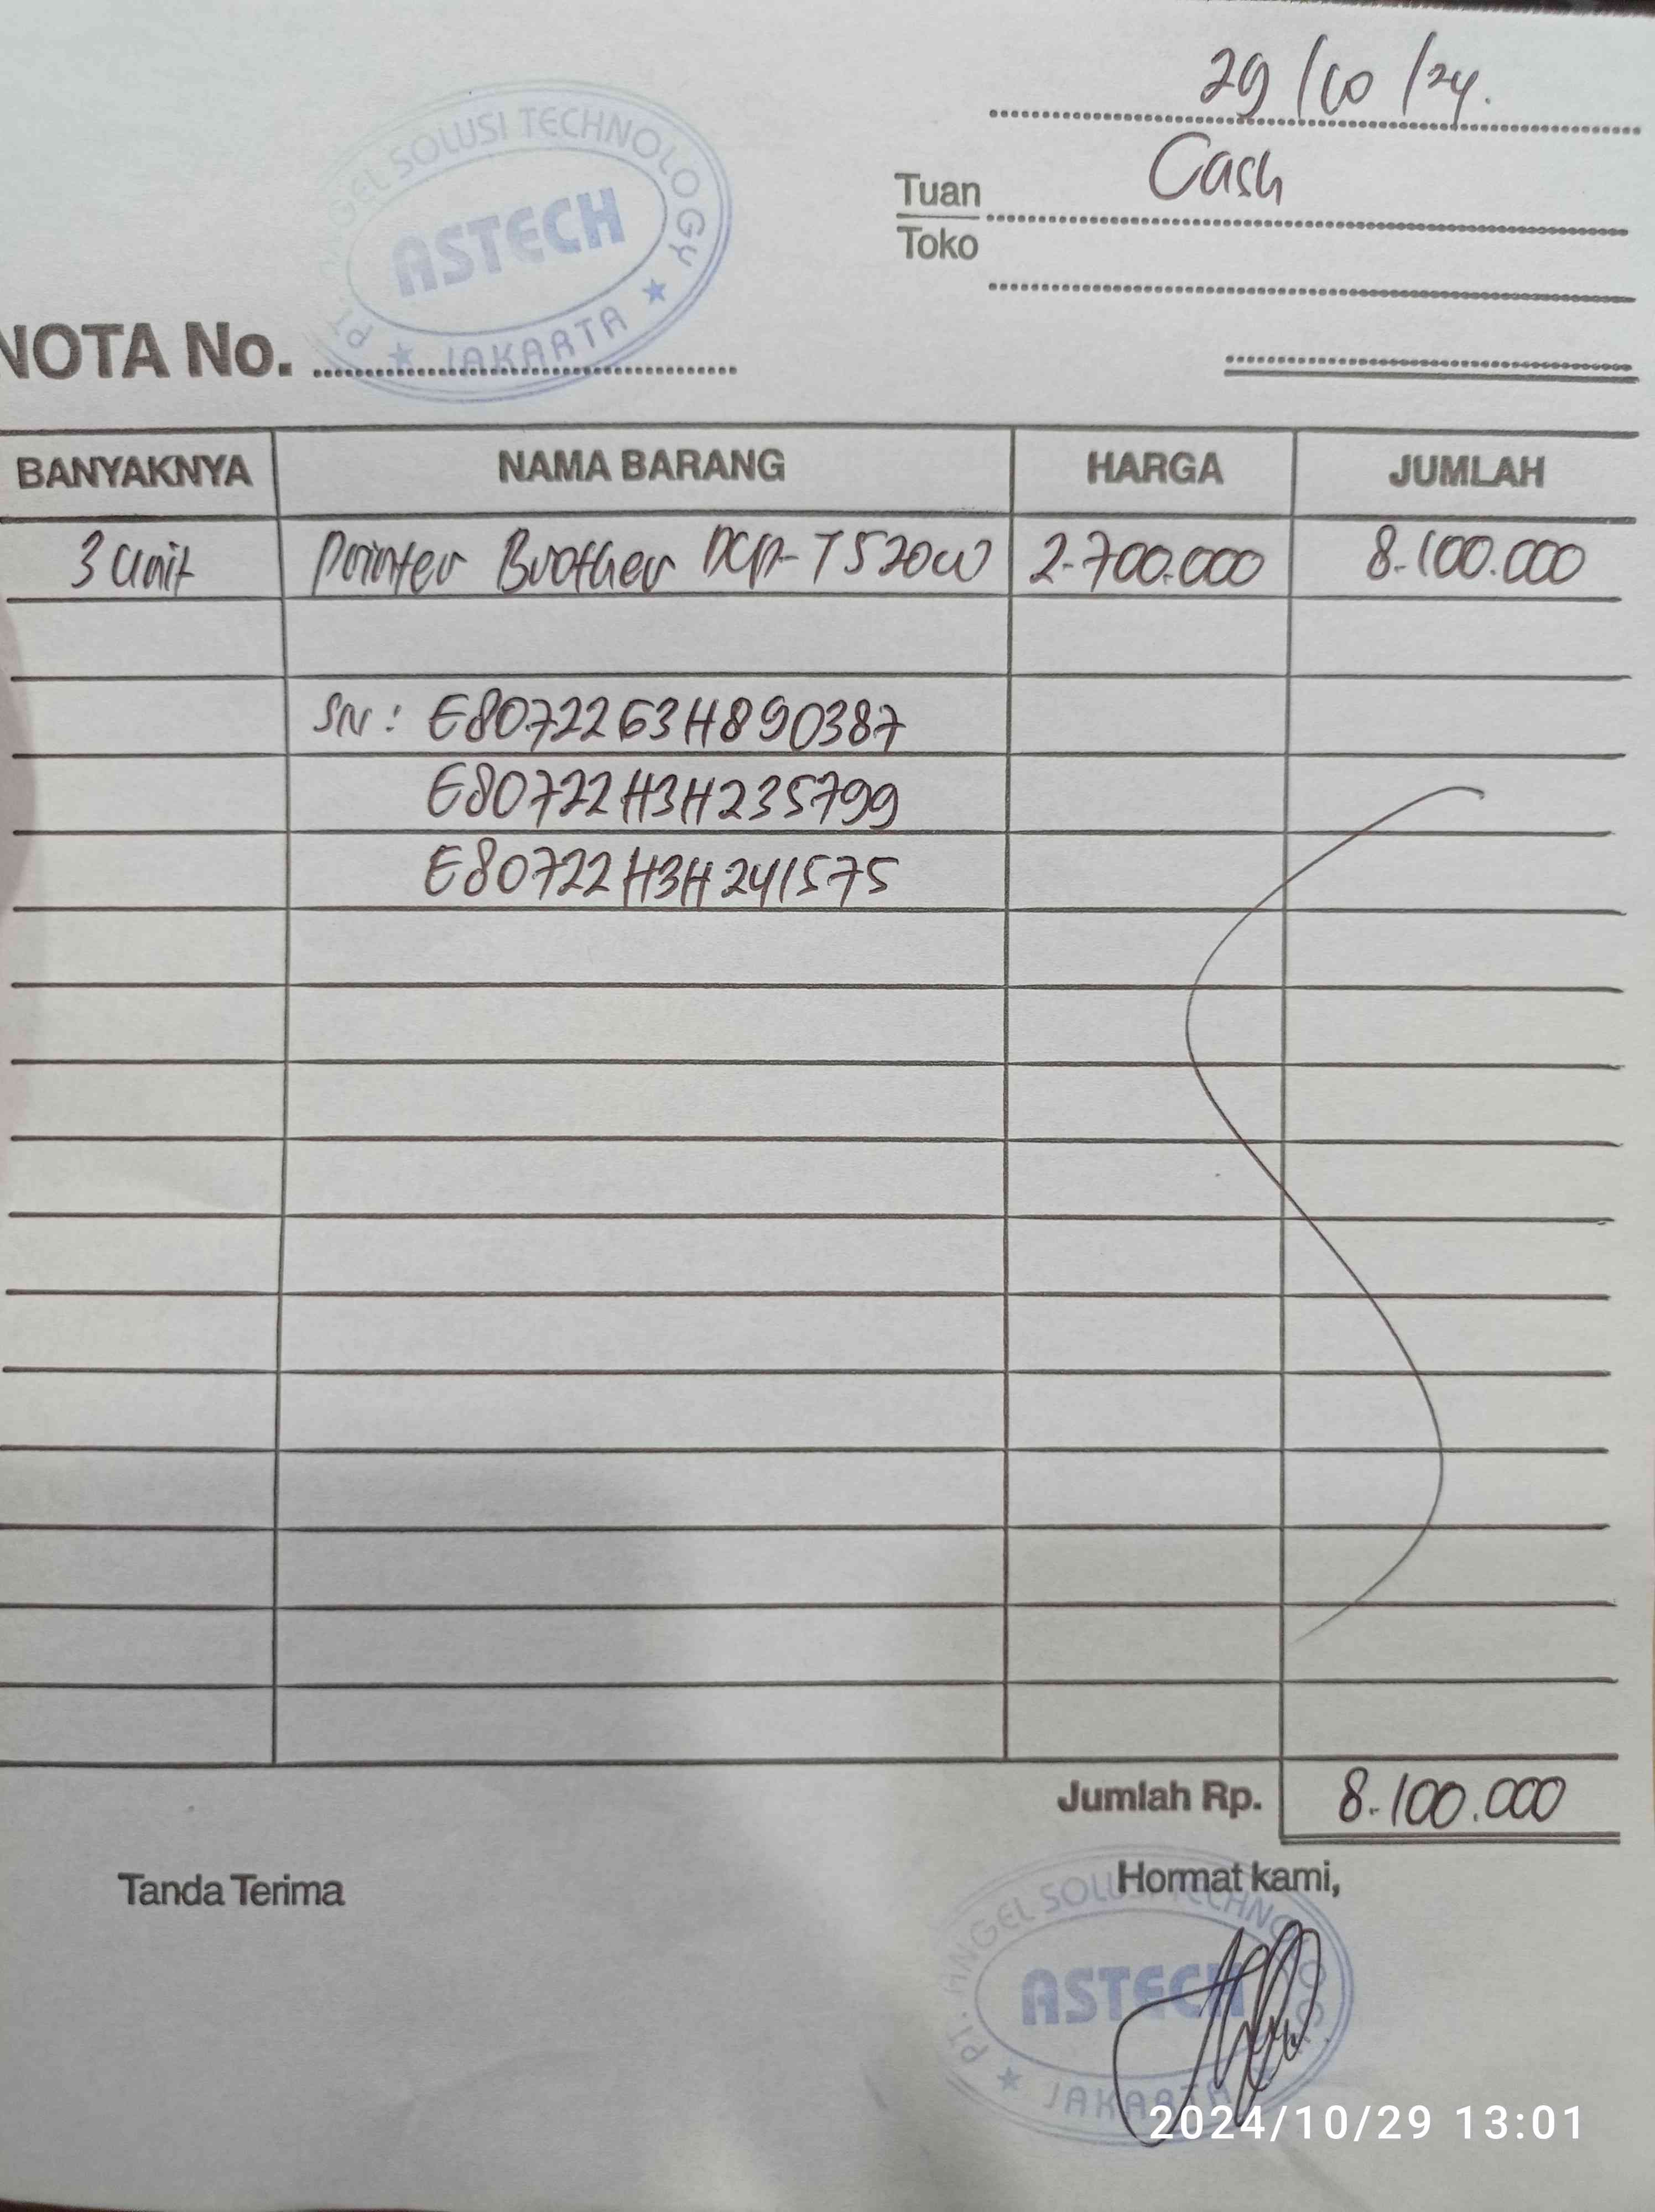 29/10/24.
Cash
Tuan
Toko
PT. ANGEL SOLUSI TECHNOLOGY
ASTECH
JAKARTA
NOTA No.
BANYAKNYA NAMA BARANG HARGA JUMLAH
3 Unit Printer Brother DCP-T520W 2.700.000 8.100.000
SN: E80722G3H890387
E80722H3H235799
E80722H3H241575
Jumlah Rp. 8.100.000
Tanda Terima Hormat kami,
PT. ANGEL SOLUSI TECHNOLOGY
ASTECH
JAKARTA
2024/10/29 13:01